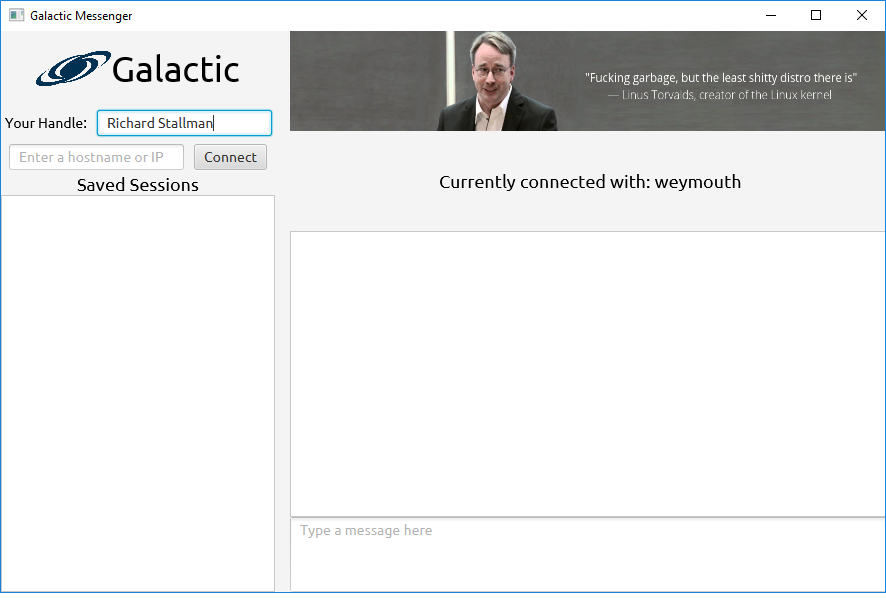 Galactic Messenger
Galactic
"Fucking garbage, but the least shitty distro there is"
— Linus Torvalds, creator of the Linux kernel
Your Handle: Richard Stallman
Enter a hostname or IP Connect
Saved Sessions
Currently connected with: weymouth
Type a message here